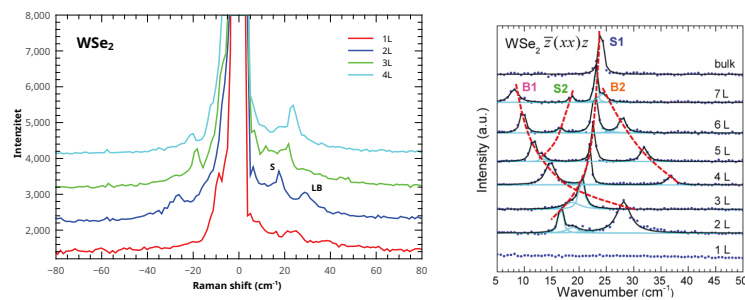 8,000
7,000
6,000
5,000
4,000
3,000
2,000
Intenzitet
WSe₂
1L
2L
3L
4L
S
LB
−80 −60 −40 −20 0 20 40 60 80
Raman shift (cm⁻¹)
WSe₂ z̅(xx)z
S1
bulk
B1
S2
B2
7 L
6 L
5 L
4 L
3 L
2 L
1 L
Intensity (a.u.)
5 10 15 20 25 30 35 40 45 50
Wavenumber (cm⁻¹)